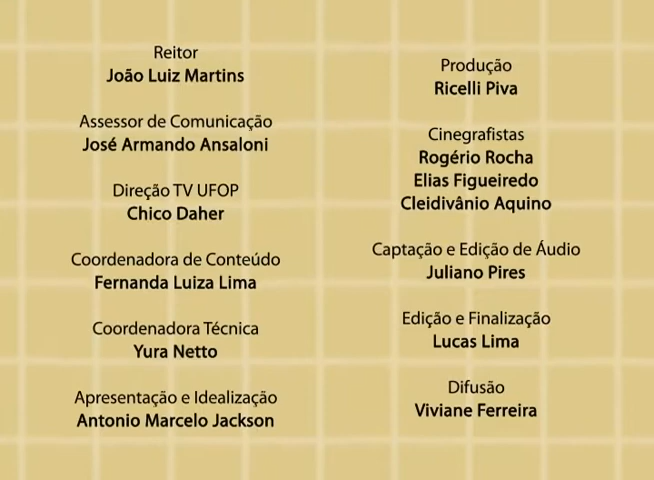 Reitor
João Luiz Martins
Assessor de Comunicação
José Armando Ansaloni
Direção TV UFOP
Chico Daher
Coordenadora de Conteúdo
Fernanda Luiza Lima
Coordenadora Técnica
Yura Netto
Apresentação e Idealização
Antonio Marcelo Jackson
Produção
Ricelli Piva
Cinegrafistas
Rogério Rocha
Elias Figueiredo
Cleidivânio Aquino
Captação e Edição de Áudio
Juliano Pires
Edição e Finalização
Lucas Lima
Difusão
Viviane Ferreira